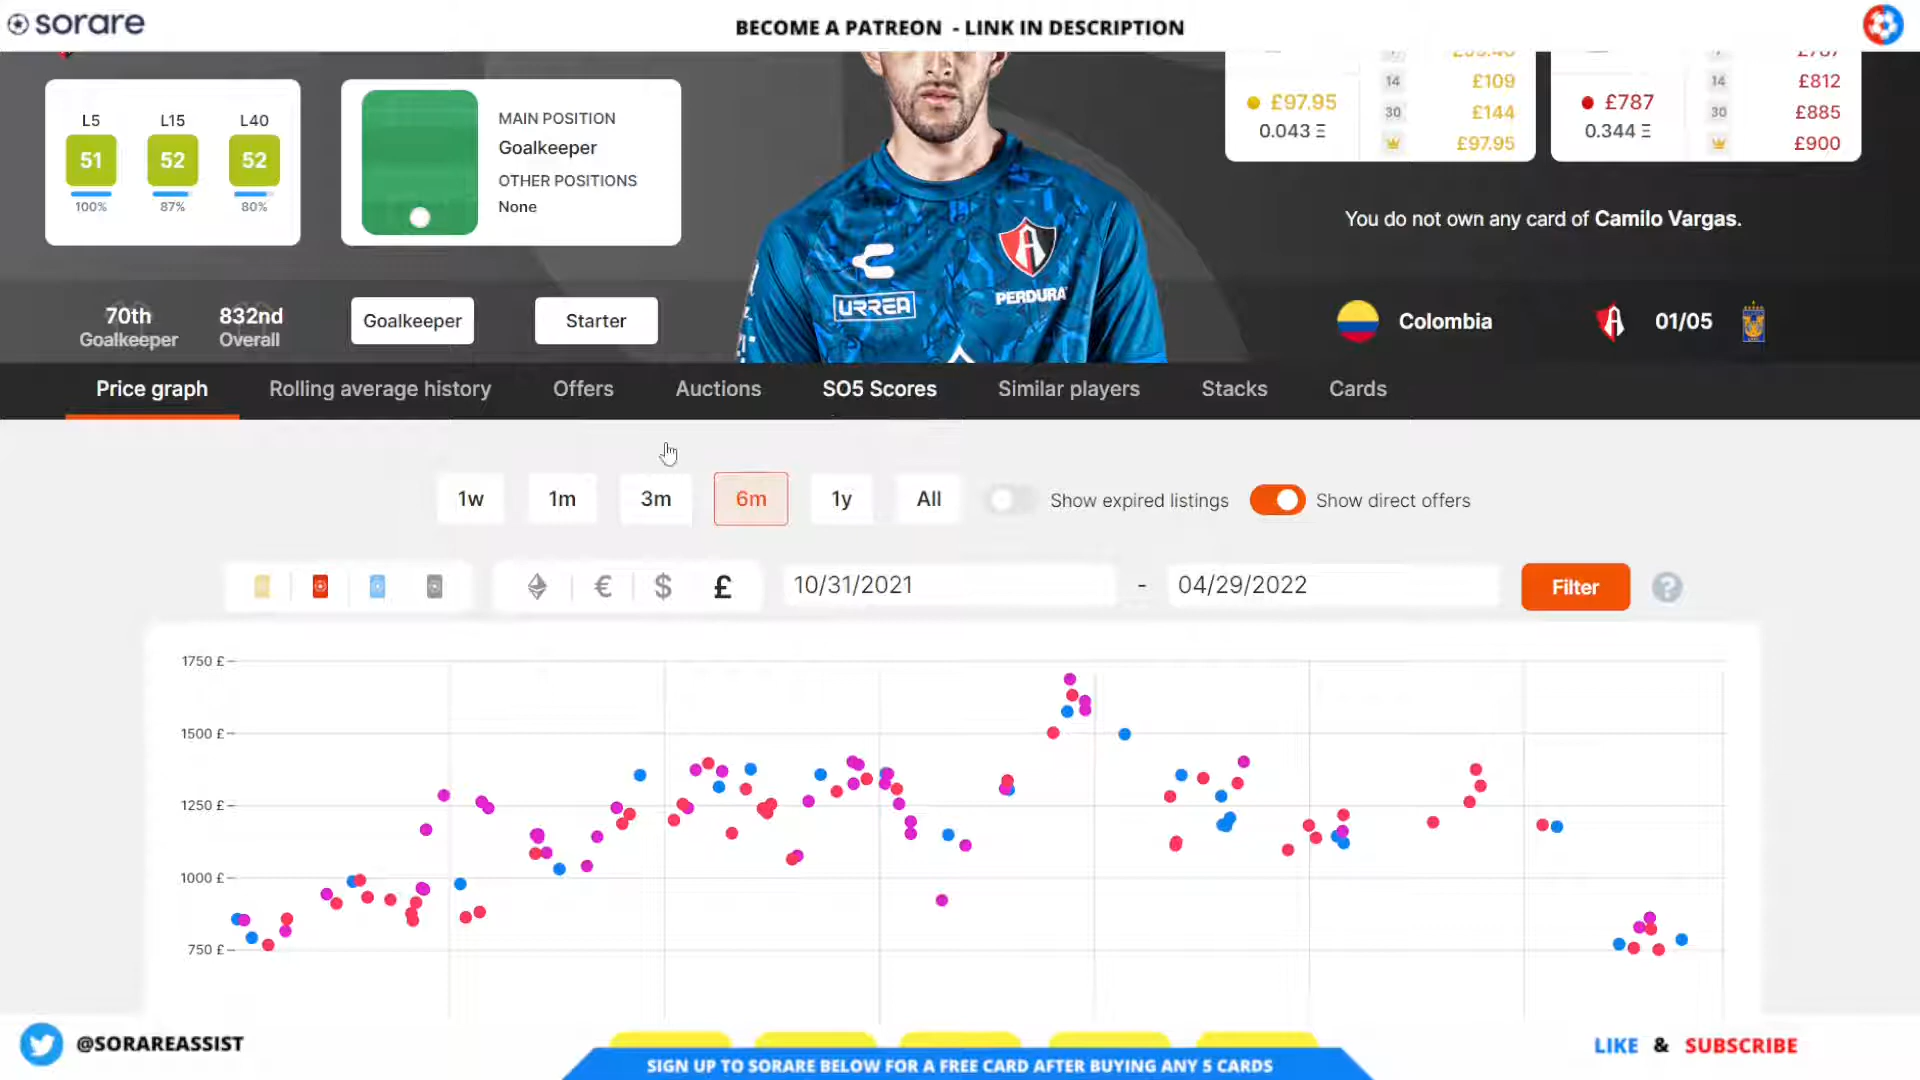 sorare
BECOME A PATREON - LINK IN DESCRIPTION
L5 L15 L40
51 52 52
100% 87% 80%
MAIN POSITION
Goalkeeper
OTHER POSITIONS
None
URREA
PERDURA
£97.95
0.043 Ξ
14 £109
30 £144
£97.95
£787
0.344 Ξ
14 £812
30 £885
£900
You do not own any card of Camilo Vargas.
70th
Goalkeeper
832nd
Overall
Goalkeeper
Starter
Colombia
01/05
Price graph Rolling average history Offers Auctions SO5 Scores Similar players Stacks Cards
1w 1m 3m 6m 1y All Show expired listings Show direct offers
€ $ £ 10/31/2021 - 04/29/2022 Filter ?
1750 £
1500 £
1250 £
1000 £
750 £
@SORAREASSIST
SIGN UP TO SORARE BELOW FOR A FREE CARD AFTER BUYING ANY 5 CARDS
LIKE & SUBSCRIBE